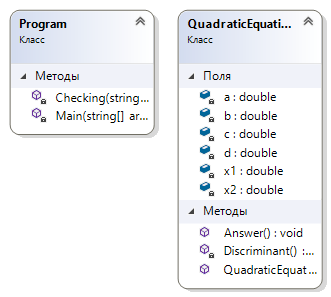 Program
Класс
Методы
Checking(string...
Main(string[] ar...
QuadraticEquati...
Класс
Поля
a : double
b : double
c : double
d : double
x1 : double
x2 : double
Методы
Answer() : void
Discriminant() :...
QuadraticEquat...